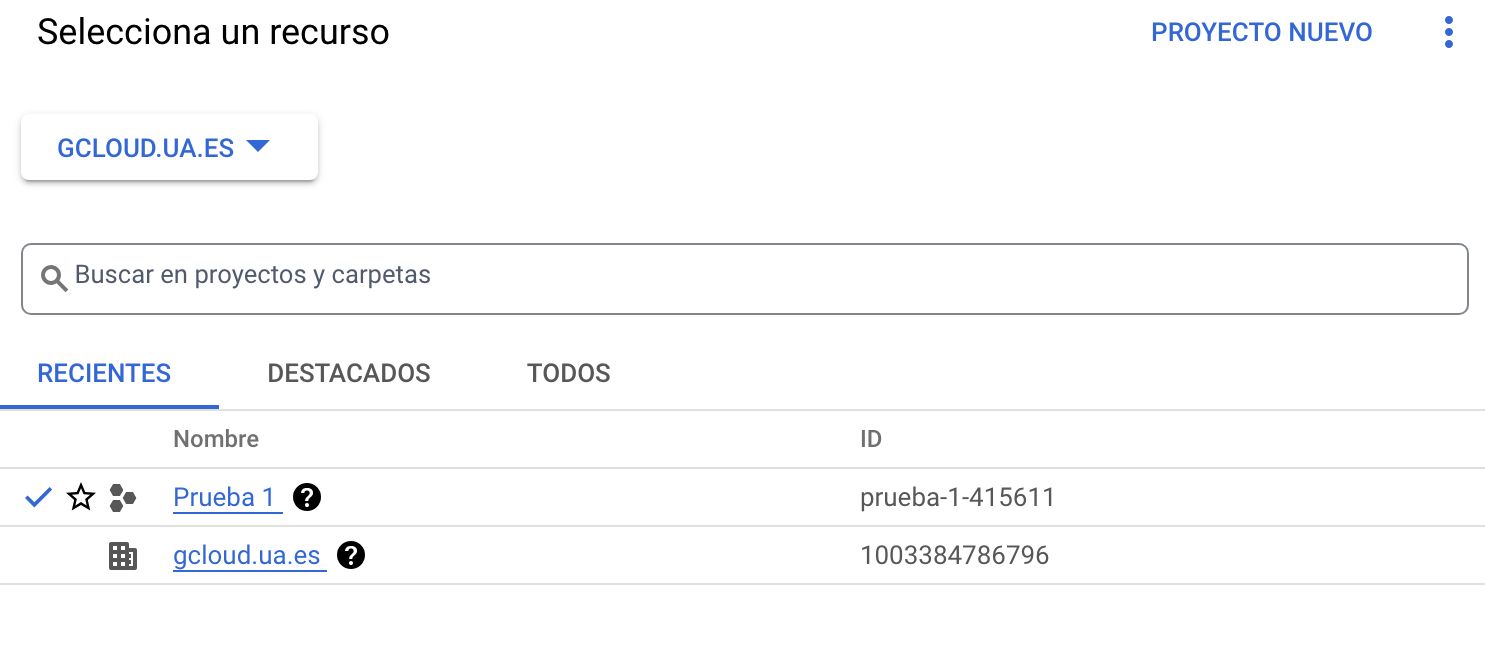 Selecciona un recurso PROYECTO NUEVO
GCLOUD.UA.ES
Buscar en proyectos y carpetas
RECIENTES DESTACADOS TODOS
Nombre ID
Prueba 1 prueba-1-415611
gcloud.ua.es 1003384786796